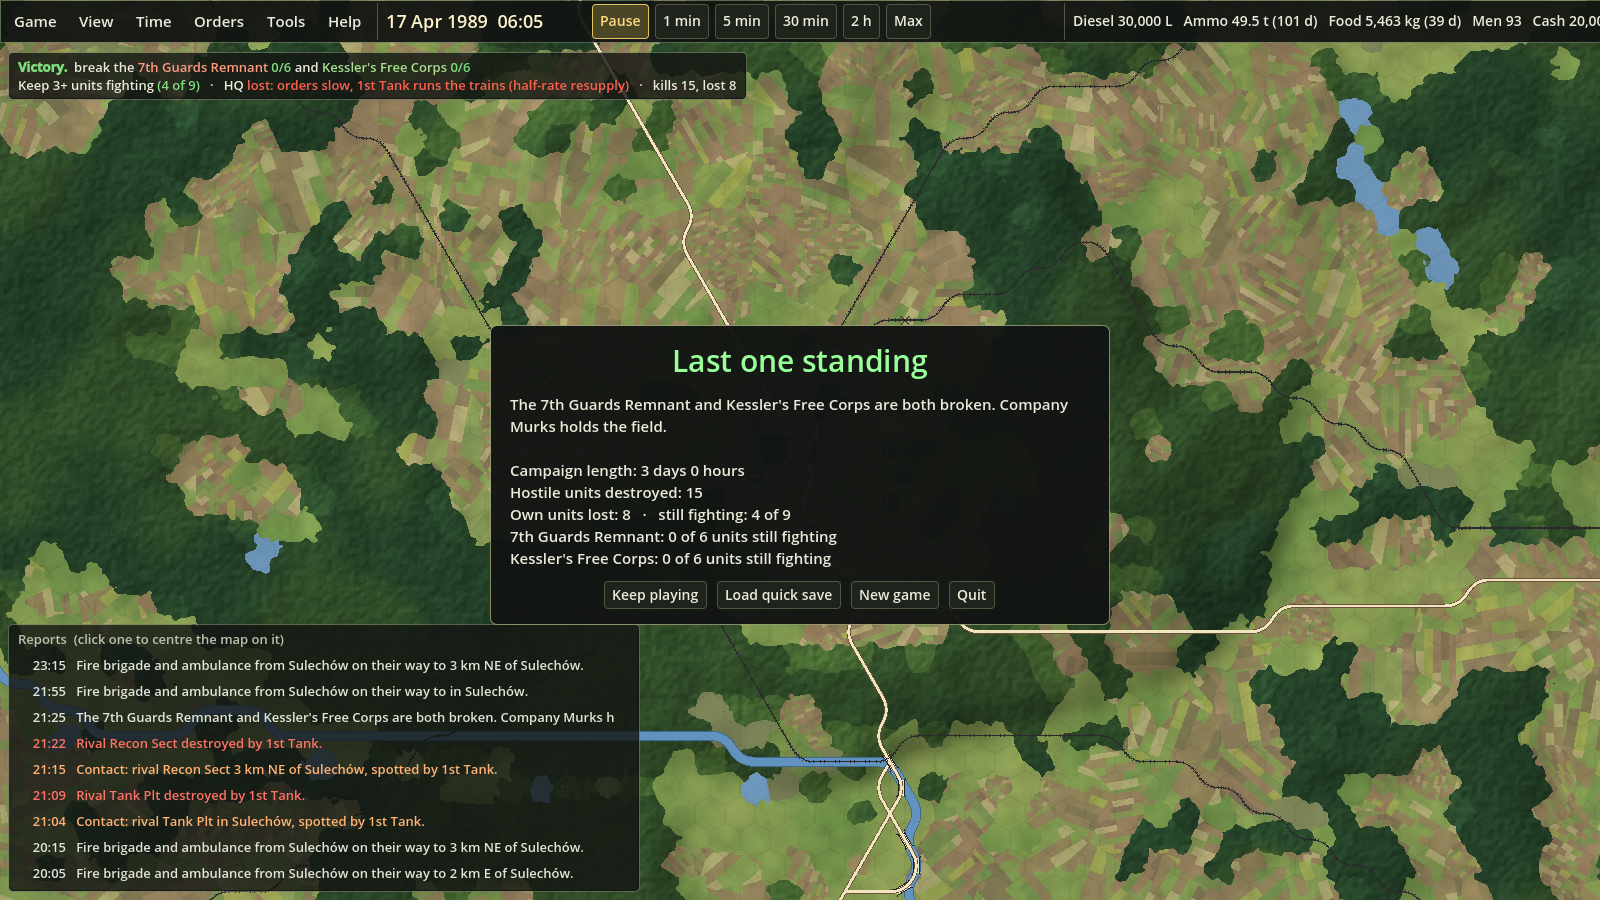 Game View Time Orders Tools Help 17 Apr 1989 06:05 Pause 1 min 5 min 30 min 2 h Max Diesel 30,000 L Ammo 49.5 t (101 d) Food 5,463 kg (39 d) Men 93 Cash 20,00
Victory. break the 7th Guards Remnant 0/6 and Kessler's Free Corps 0/6
Keep 3+ units fighting (4 of 9) · HQ lost: orders slow, 1st Tank runs the trains (half-rate resupply) · kills 15, lost 8
Last one standing
The 7th Guards Remnant and Kessler's Free Corps are both broken. Company
Murks holds the field.
Campaign length: 3 days 0 hours
Hostile units destroyed: 15
Own units lost: 8 · still fighting: 4 of 9
7th Guards Remnant: 0 of 6 units still fighting
Kessler's Free Corps: 0 of 6 units still fighting
Keep playing Load quick save New game Quit
Reports (click one to centre the map on it)
23:15 Fire brigade and ambulance from Sulechów on their way to 3 km NE of Sulechów.
21:55 Fire brigade and ambulance from Sulechów on their way to in Sulechów.
21:25 The 7th Guards Remnant and Kessler's Free Corps are both broken. Company Murks h
21:22 Rival Recon Sect destroyed by 1st Tank.
21:15 Contact: rival Recon Sect 3 km NE of Sulechów, spotted by 1st Tank.
21:09 Rival Tank Plt destroyed by 1st Tank.
21:04 Contact: rival Tank Plt in Sulechów, spotted by 1st Tank.
20:15 Fire brigade and ambulance from Sulechów on their way to 3 km NE of Sulechów.
20:05 Fire brigade and ambulance from Sulechów on their way to 2 km E of Sulechów.